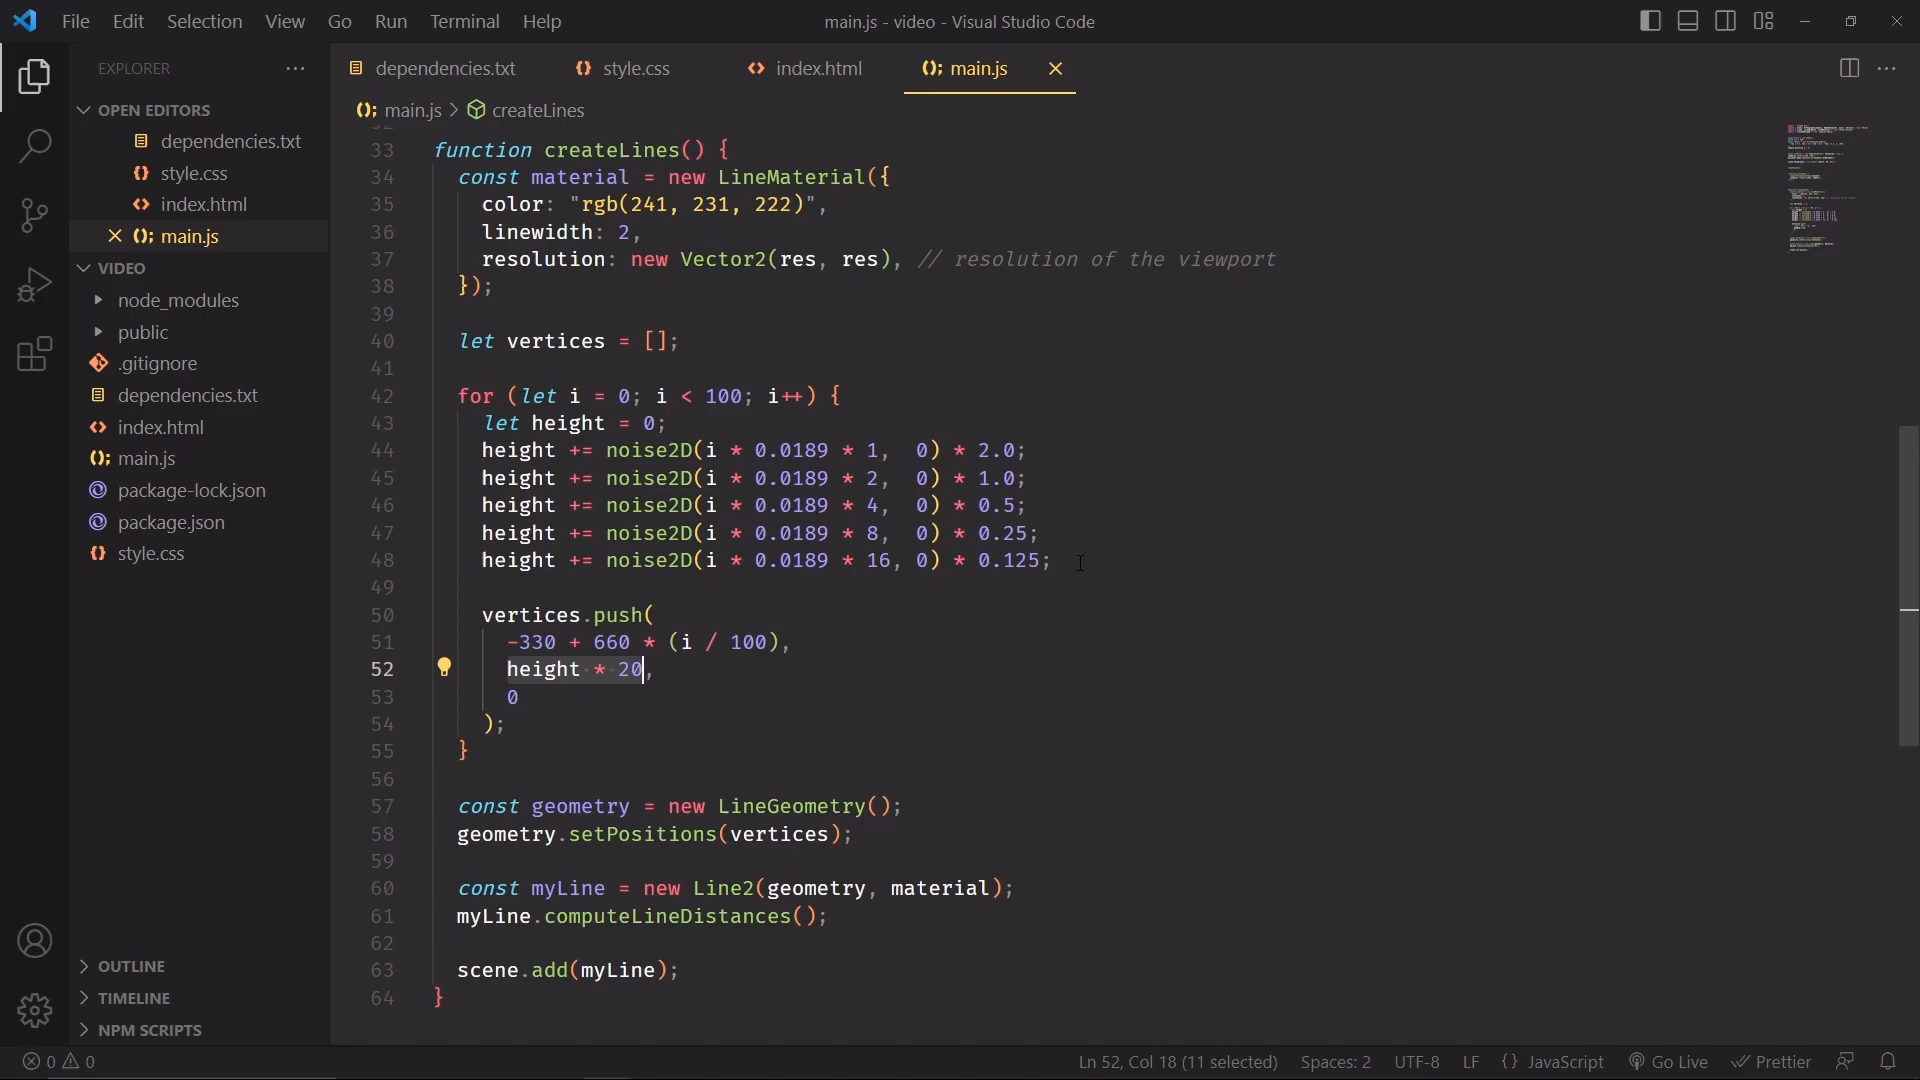 File Edit Selection View Go Run Terminal Help
main.js - video - Visual Studio Code
EXPLORER
OPEN EDITORS
dependencies.txt
style.css
index.html
main.js
VIDEO
node_modules
public
.gitignore
dependencies.txt
index.html
main.js
package-lock.json
package.json
style.css
OUTLINE
TIMELINE
NPM SCRIPTS
dependencies.txt style.css index.html main.js
main.js > createLines
33 function createLines() {
34 const material = new LineMaterial({
35 color: "rgb(241, 231, 222)",
36 linewidth: 2,
37 resolution: new Vector2(res, res), // resolution of the viewport
38 });
39
40 let vertices = [];
41
42 for (let i = 0; i < 100; i++) {
43 let height = 0;
44 height += noise2D(i * 0.0189 * 1, 0) * 2.0;
45 height += noise2D(i * 0.0189 * 2, 0) * 1.0;
46 height += noise2D(i * 0.0189 * 4, 0) * 0.5;
47 height += noise2D(i * 0.0189 * 8, 0) * 0.25;
48 height += noise2D(i * 0.0189 * 16, 0) * 0.125;
49
50 vertices.push(
51 -330 + 660 * (i / 100),
52 height * 20,
53 0
54 );
55 }
56
57 const geometry = new LineGeometry();
58 geometry.setPositions(vertices);
59
60 const myLine = new Line2(geometry, material);
61 myLine.computeLineDistances();
62
63 scene.add(myLine);
64 }
0 0 Ln 52, Col 18 (11 selected) Spaces: 2 UTF-8 LF {} JavaScript Go Live Prettier